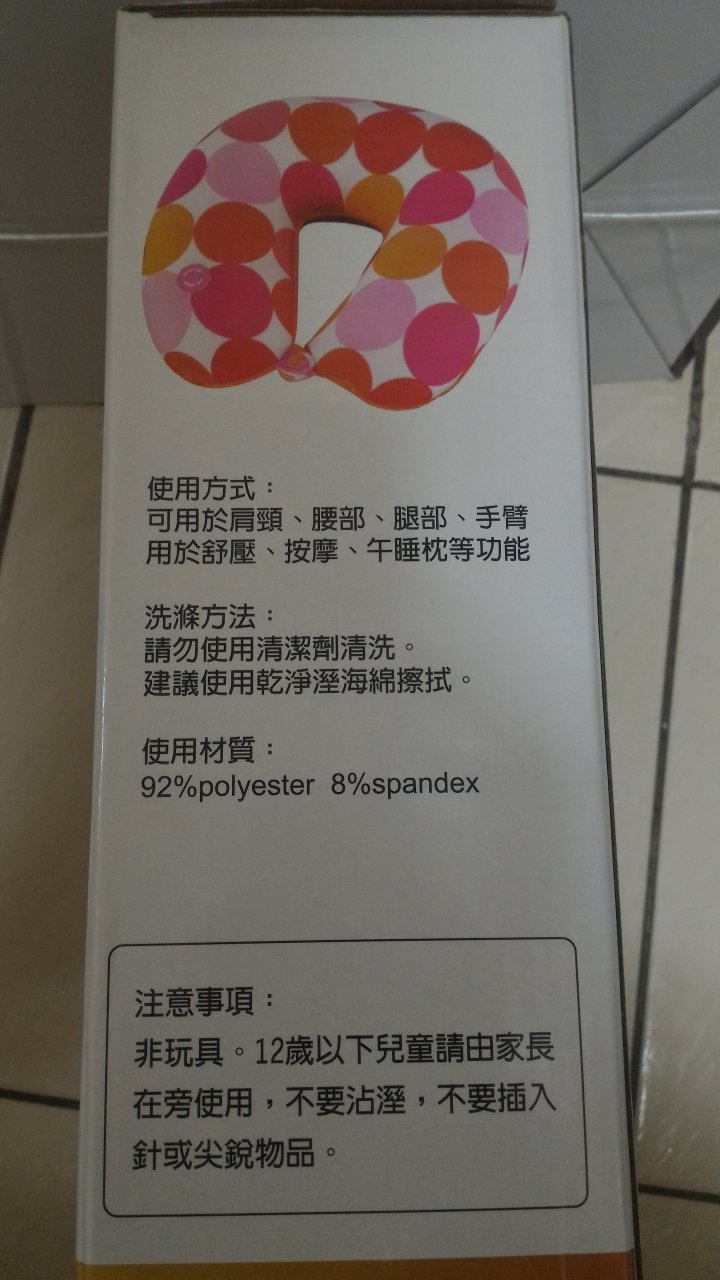 使用方式：
可用於肩頸、腰部、腿部、手臂
用於舒壓、按摩、午睡枕等功能
洗滌方法：
請勿使用清潔劑清洗。
建議使用乾淨溼海綿擦拭。
使用材質：
92%polyester 8%spandex
注意事項：
非玩具。12歲以下兒童請由家長
在旁使用，不要沾溼，不要插入
針或尖銳物品。